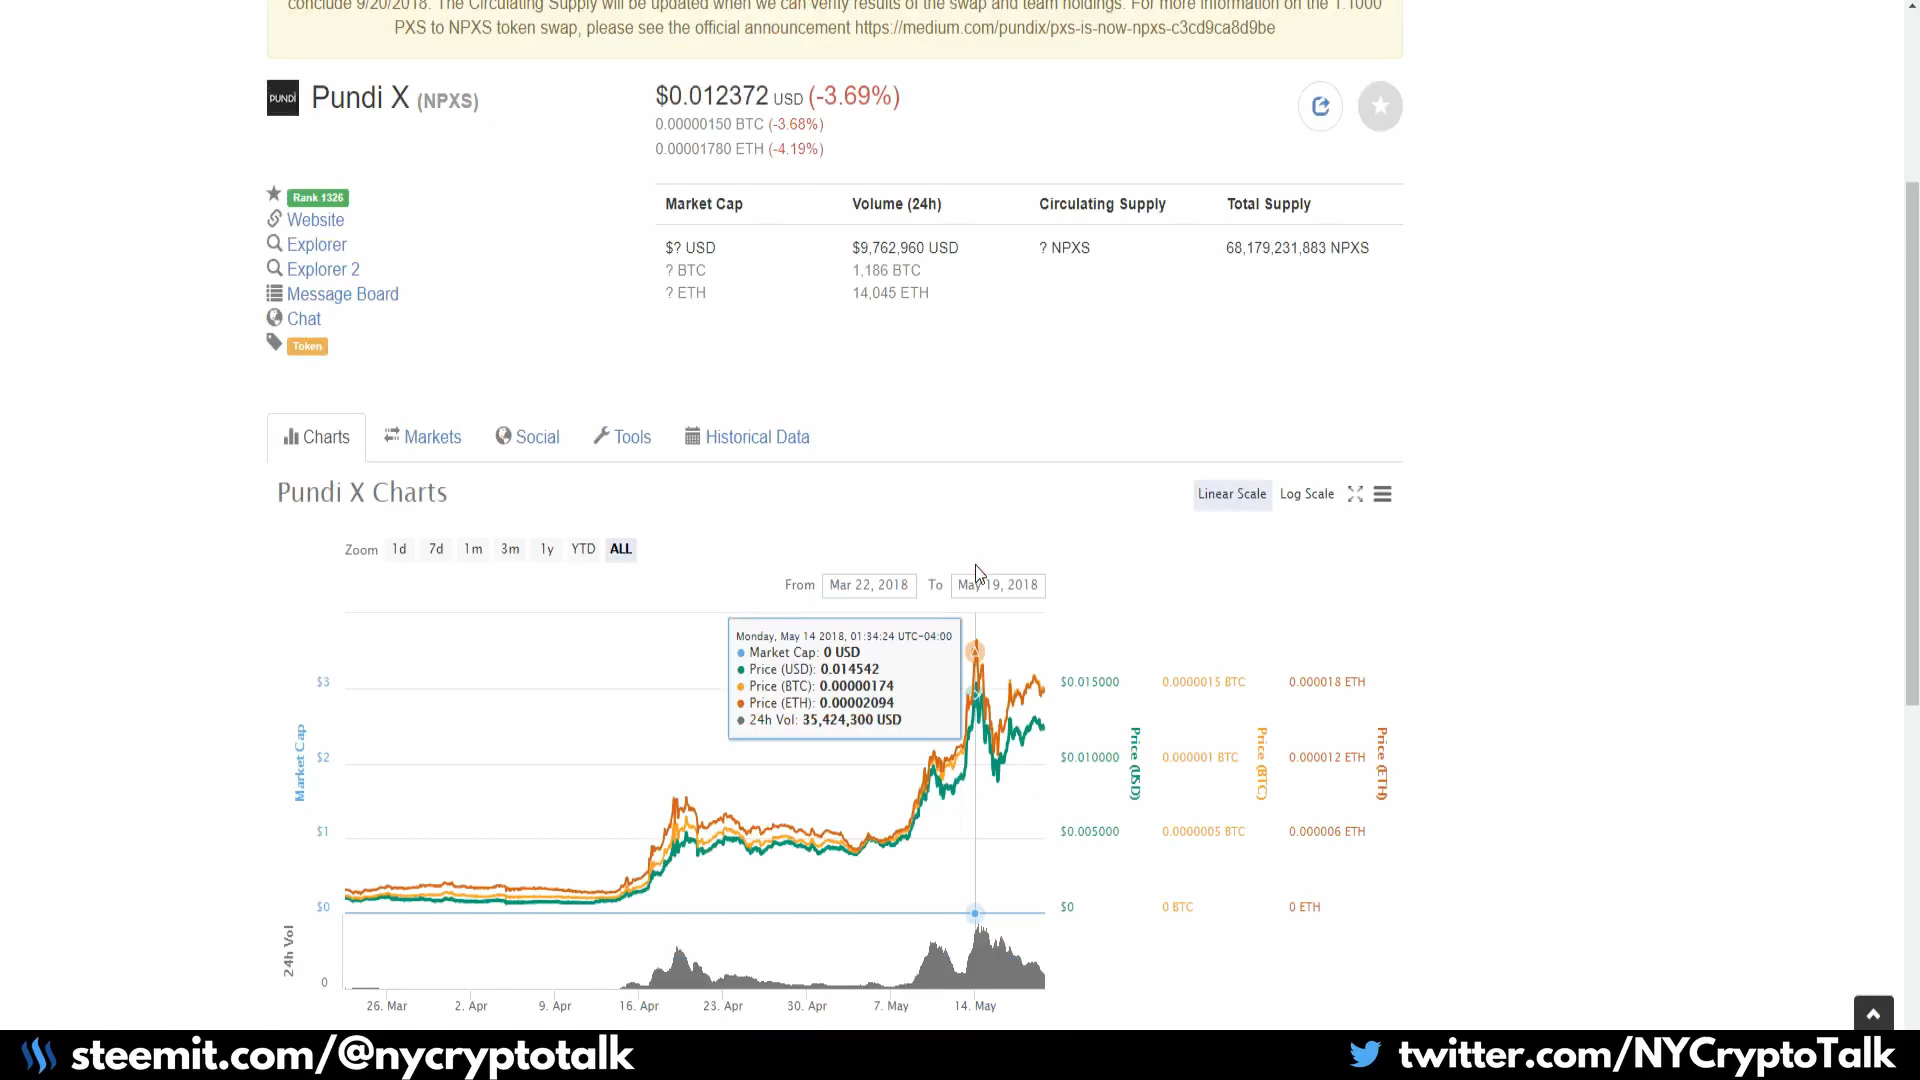 conclude 9/20/2018. The Circulating Supply will be updated when we can verify results of the swap and team holdings. For more information on the 1:1000
PXS to NPXS token swap, please see the official announcement https://medium.com/pundix/pxs-is-now-npxs-c3cd9ca8d9be
PUNDI
Pundi X (NPXS)
$0.012372 USD (-3.69%)
0.00000150 BTC (-3.68%)
0.00001780 ETH (-4.19%)
Rank 1326
Website
Explorer
Explorer 2
Message Board
Chat
Token
Market Cap Volume (24h) Circulating Supply Total Supply
$? USD $9,762,960 USD ? NPXS 68,179,231,883 NPXS
? BTC 1,186 BTC
? ETH 14,045 ETH
Charts Markets Social Tools Historical Data
Pundi X Charts
Linear Scale Log Scale
Zoom 1d 7d 1m 3m 1y YTD ALL
From Mar 22, 2018 To May 19, 2018
Monday, May 14 2018, 01:34:24 UTC-04:00
Market Cap: 0 USD
Price (USD): 0.014542
Price (BTC): 0.00000174
Price (ETH): 0.00002094
24h Vol: 35,424,300 USD
$3 $0.015000 0.0000015 BTC 0.000018 ETH
$2 $0.010000 0.000001 BTC 0.000012 ETH
$1 $0.005000 0.0000005 BTC 0.000006 ETH
$0 $0 0 BTC 0 ETH
Market Cap
Price (USD)
Price (BTC)
Price (ETH)
24h Vol
0
26. Mar 2. Apr 9. Apr 16. Apr 23. Apr 30. Apr 7. May 14. May
steemit.com/@nycryptotalk
twitter.com/NYCryptoTalk